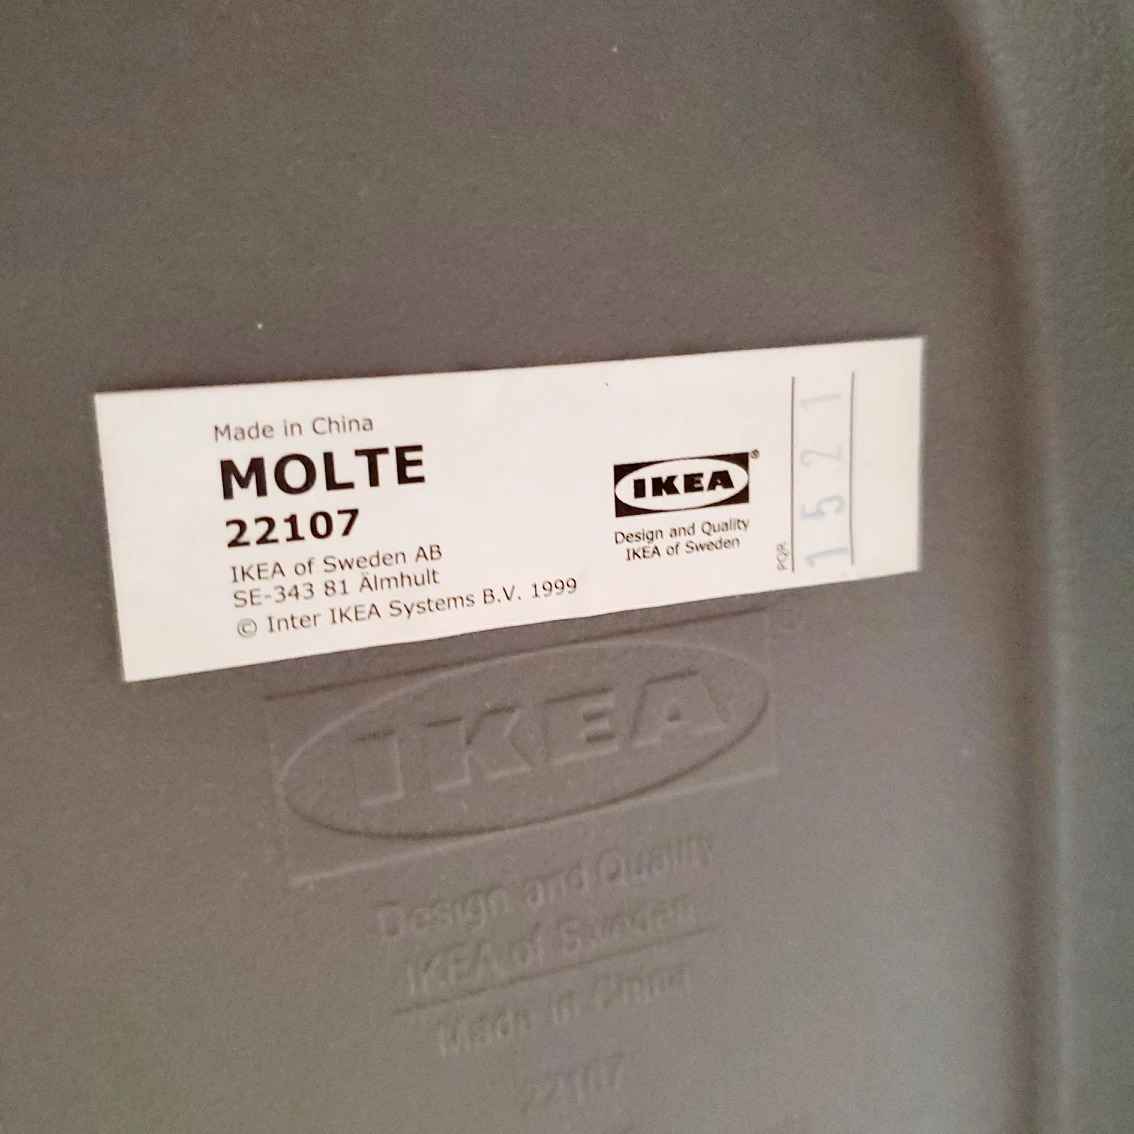 Made in China
MOLTE
22107
IKEA of Sweden AB
SE-343 81 Älmhult
© Inter IKEA Systems B.V. 1999
IKEA®
Design and Quality
IKEA of Sweden
PQR
1521
IKEA®
Design and Quality
IKEA of Sweden
Made in China
22107